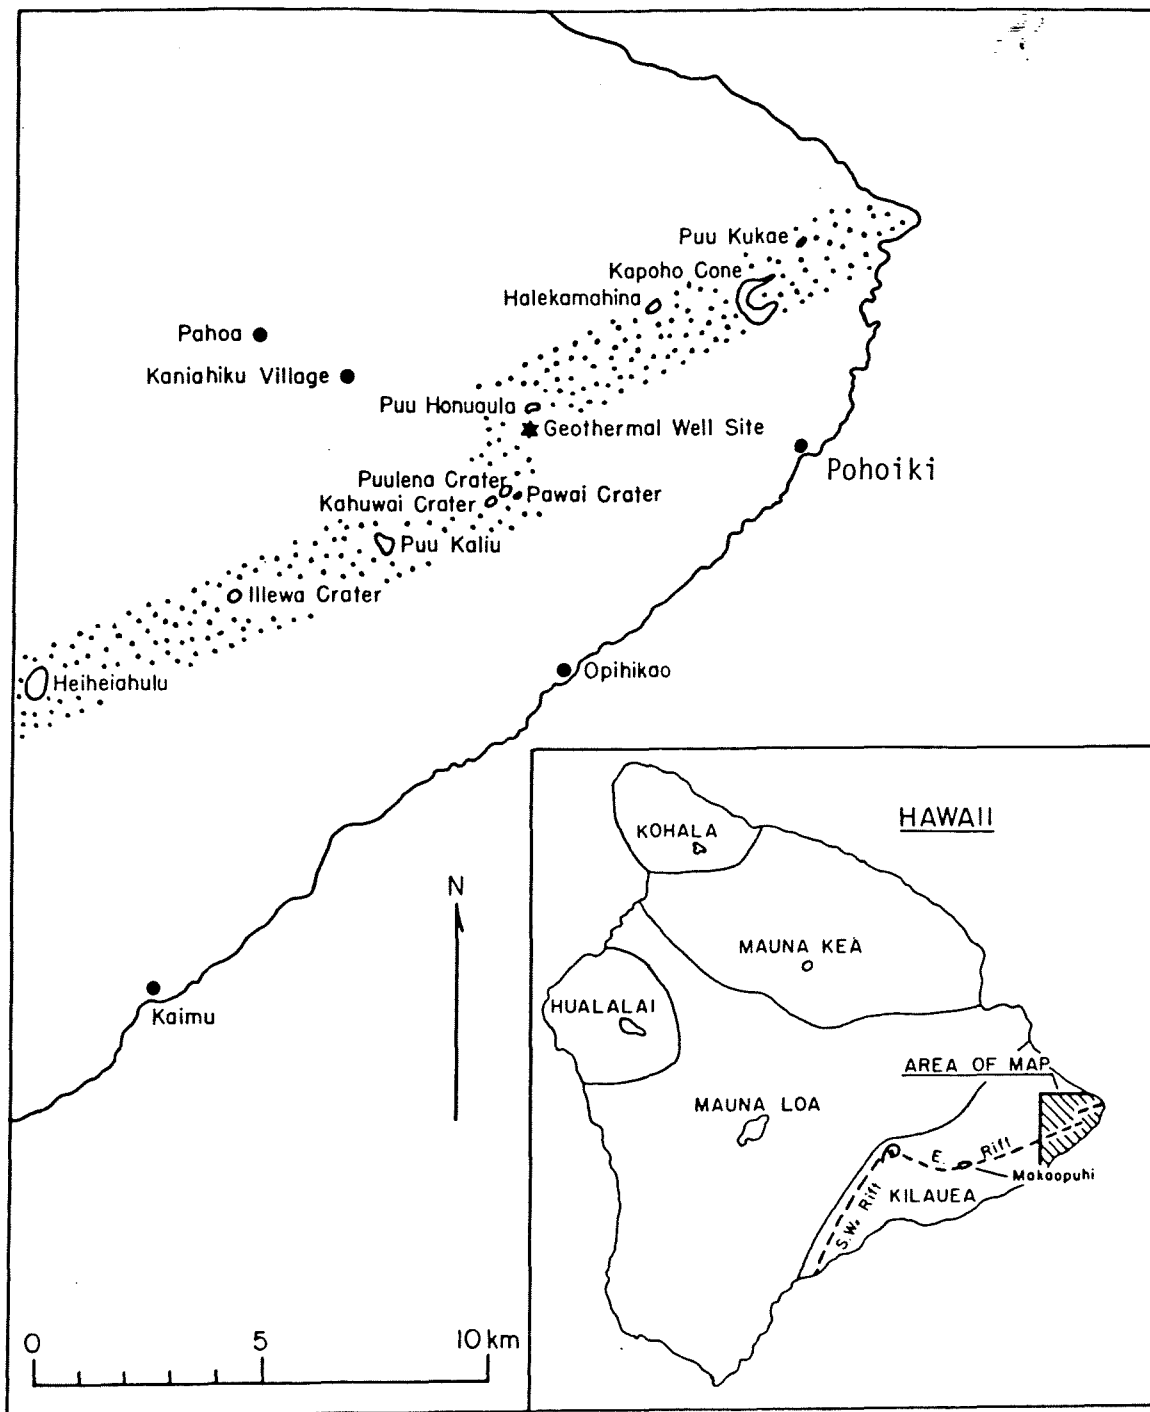 Puu Kukae
Kapoho Cone
Halekamahina
Pahoa
Kaniahiku Village
Puu Honuaula
Geothermal Well Site
Pohoiki
Puulena Crater
Kahuwai Crater
Pawai Crater
Puu Kaliu
Illewa Crater
Heiheiahulu
Opihikao
Kaimu
N
0 5 10 km
HAWAII
KOHALA
MAUNA KEA
HUALALAI
AREA OF MAP
MAUNA LOA
E. Rift
Makaopuhi
KILAUEA
S.W. Rift